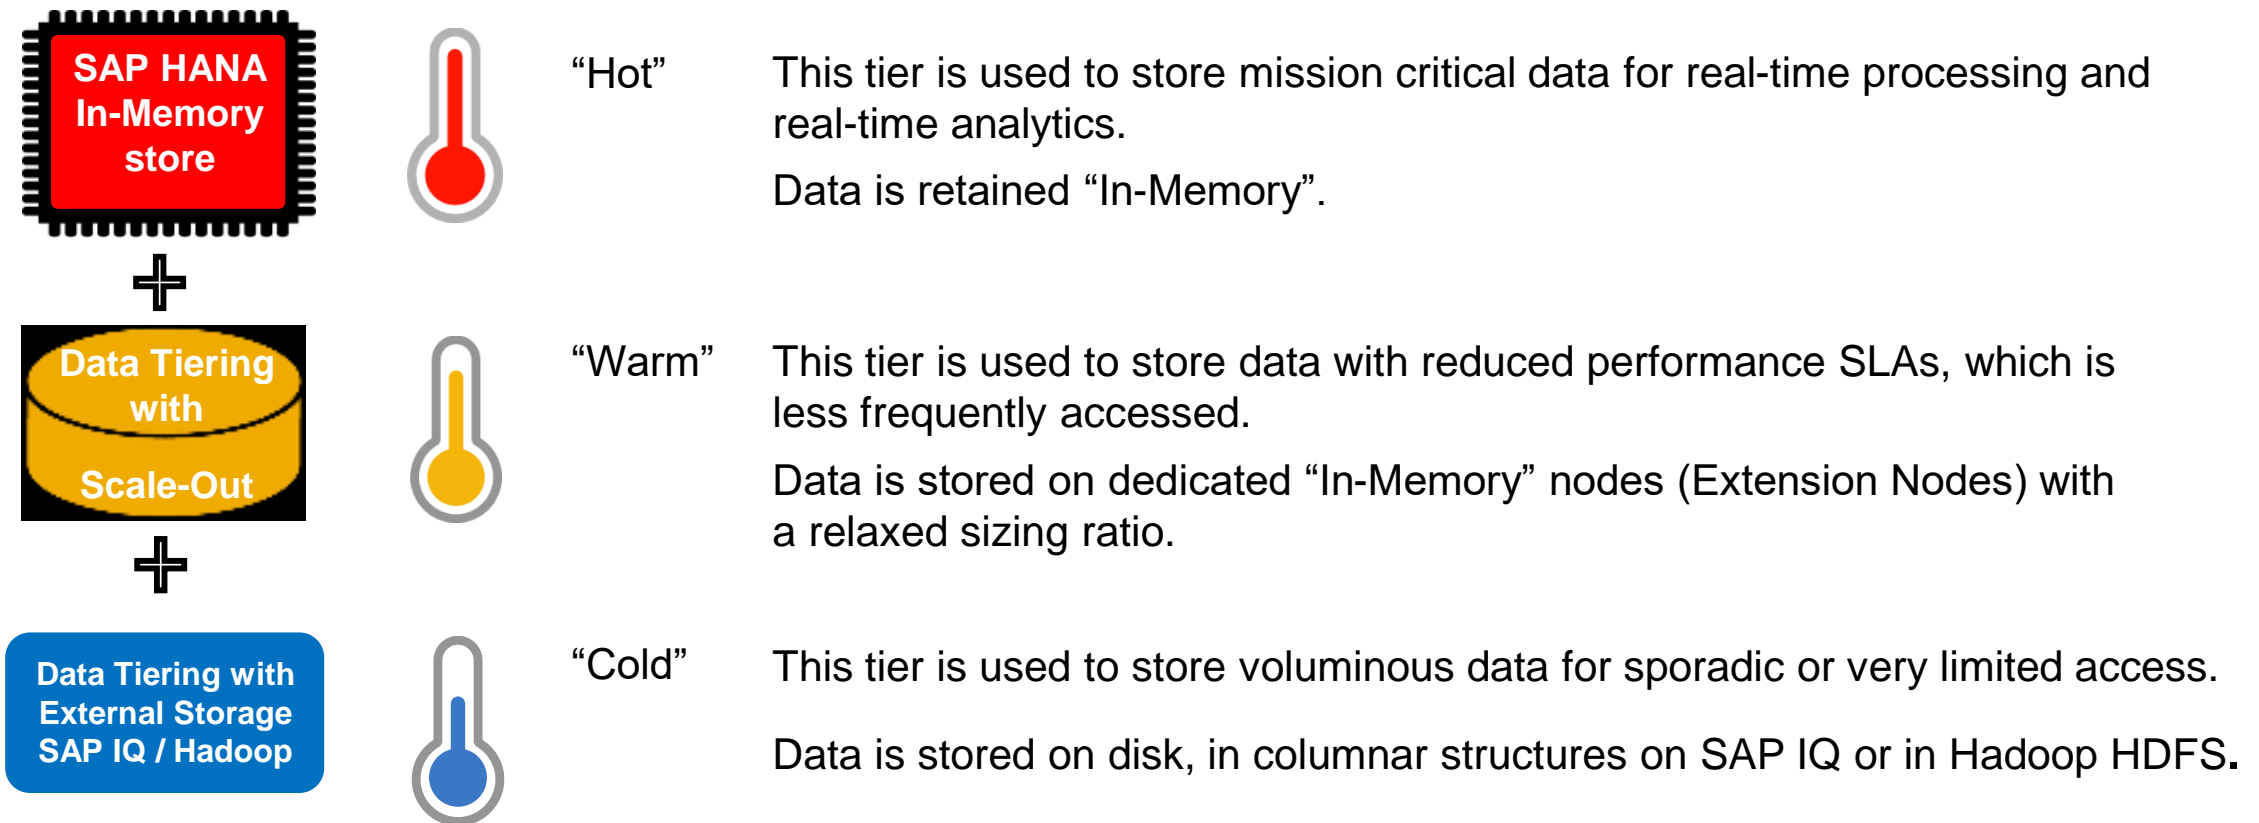 SAP HANA
In-Memory
store
“Hot”
This tier is used to store mission critical data for real-time processing and
real-time analytics.
Data is retained “In-Memory”.
Data Tiering
with
Scale-Out
“Warm”
This tier is used to store data with reduced performance SLAs, which is
less frequently accessed.
Data is stored on dedicated “In-Memory” nodes (Extension Nodes) with
a relaxed sizing ratio.
Data Tiering with
External Storage
SAP IQ / Hadoop
“Cold”
This tier is used to store voluminous data for sporadic or very limited access.
Data is stored on disk, in columnar structures on SAP IQ or in Hadoop HDFS.